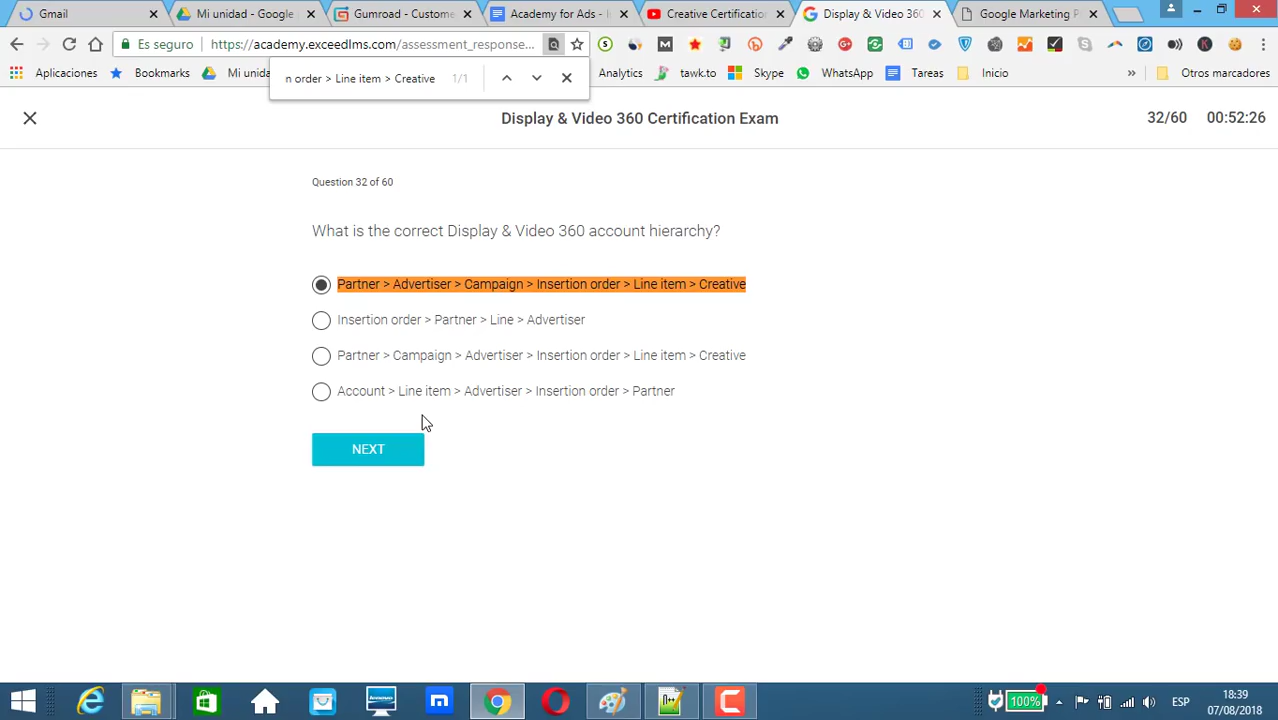 Gmail
Mi unidad - Google
Gumroad - Custome
Academy for Ads - I
Creative Certification
Display & Video 360
Google Marketing P
Es seguro
https://academy.exceedlms.com/assessment_response...
Aplicaciones
Bookmarks
Mi unida
Analytics
tawk.to
Skype
WhatsApp
Tareas
Inicio
»
Otros marcadores
n order > Line item > Creative
1/1
Display & Video 360 Certification Exam
32/60
00:52:26
Question 32 of 60
What is the correct Display & Video 360 account hierarchy?
Partner > Advertiser > Campaign > Insertion order > Line item > Creative
Insertion order > Partner > Line > Advertiser
Partner > Campaign > Advertiser > Insertion order > Line item > Creative
Account > Line item > Advertiser > Insertion order > Partner
NEXT
100%
ESP
18:39
07/08/2018